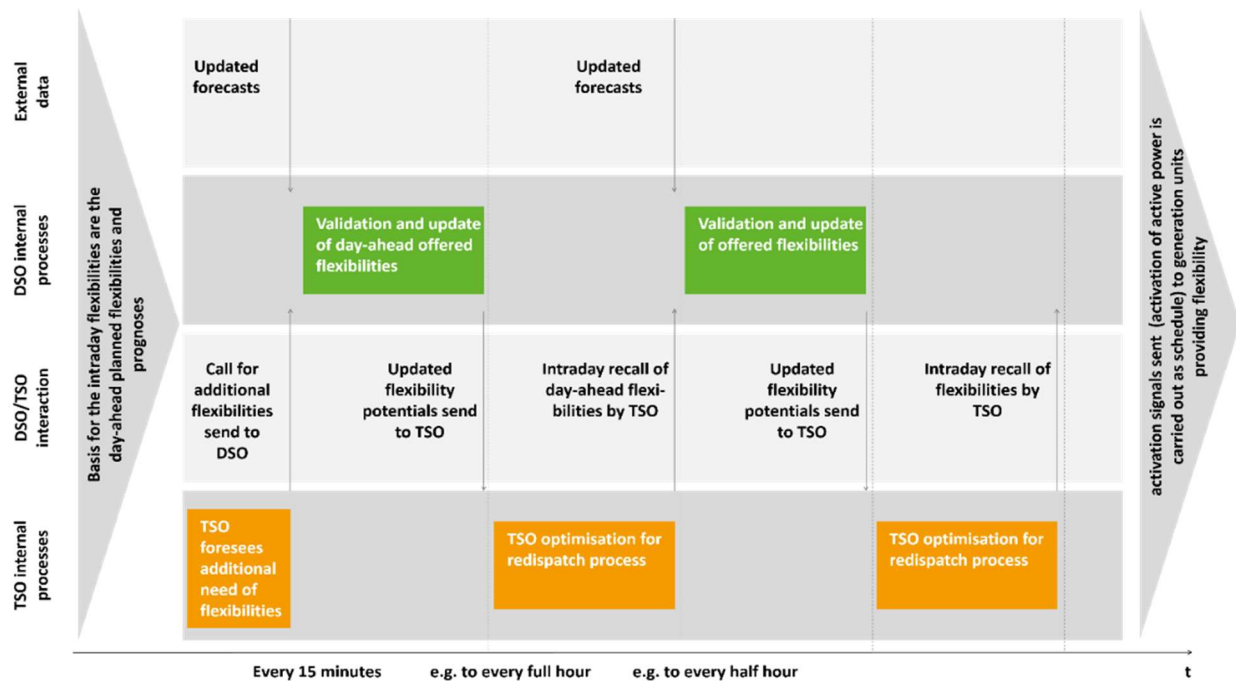 Basis for the intraday flexibilities are the
day-ahead planned flexibilities and
prognoses
External
data
Updated
forecasts
Updated
forecasts
DSO internal
processes
Validation and update
of day-ahead offered
flexibilities
Validation and update
of offered flexibilities
DSO/TSO
interaction
Call for
additional
flexibilities
send to
DSO
Updated
flexibility
potentials send
to TSO
Intraday recall of
day-ahead flexi-
bilities by TSO
Updated
flexibility
potentials send
to TSO
Intraday recall of
flexibilities by
TSO
TSO internal
processes
TSO
foresees
additional
need of
flexibilities
TSO optimisation for
redispatch process
TSO optimisation for
redispatch process
activation signals sent (activation of active power is
carried out as schedule) to generation units
providing flexibility
Every 15 minutes
e.g. to every full hour
e.g. to every half hour
t